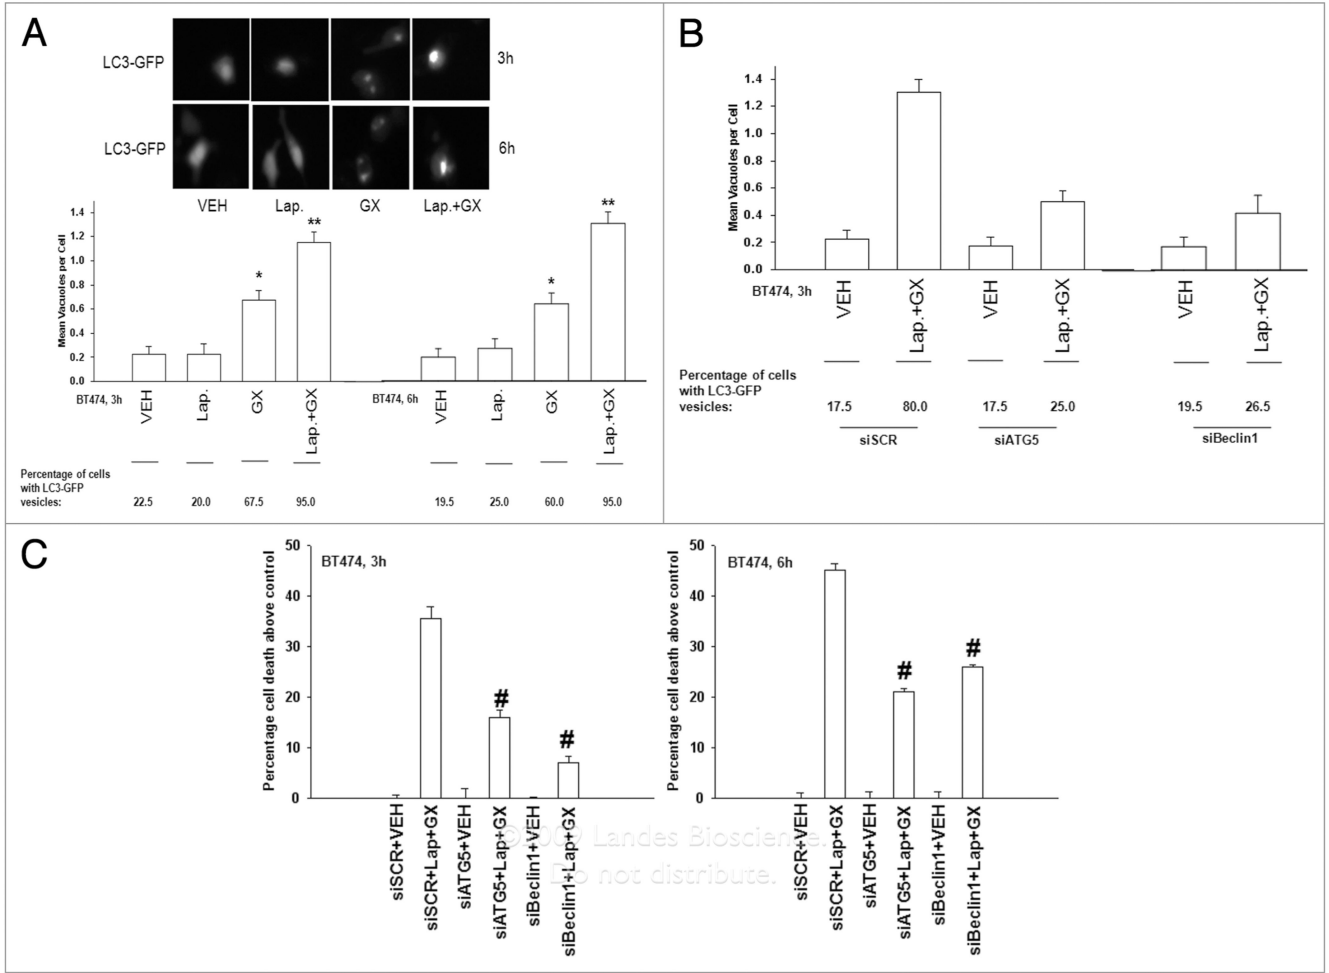 A
LC3-GFP
3h
LC3-GFP
6h
VEH Lap. GX Lap.+GX
Mean Vacuoles per Cell
1.4
1.2
1.0
0.8
0.6
0.4
0.2
0.0
* ** * **
BT474, 3h VEH Lap. GX Lap.+GX
BT474, 6h VEH Lap. GX Lap.+GX
Percentage of cells
with LC3-GFP
vesicles: 22.5 20.0 67.5 95.0 19.5 25.0 60.0 95.0
B
Mean Vacuoles per Cell
1.4
1.2
1.0
0.8
0.6
0.4
0.2
0.0
BT474, 3h VEH Lap.+GX VEH Lap.+GX VEH Lap.+GX
Percentage of cells
with LC3-GFP
vesicles: 17.5 80.0 17.5 25.0 19.5 26.5
siSCR siATG5 siBeclin1
C
Percentage cell death above control
50
40
30
20
10
0
BT474, 3h
# #
siSCR+VEH
siSCR+Lap+GX
siATG5+VEH
siATG5+Lap+GX
siBeclin1+VEH
siBeclin1+Lap+GX
Percentage cell death above control
50
40
30
20
10
0
BT474, 6h
# #
siSCR+VEH
siSCR+Lap+GX
siATG5+VEH
siATG5+Lap+GX
siBeclin1+VEH
siBeclin1+Lap+GX
©2009 Landes Bioscience.
Do not distribute.